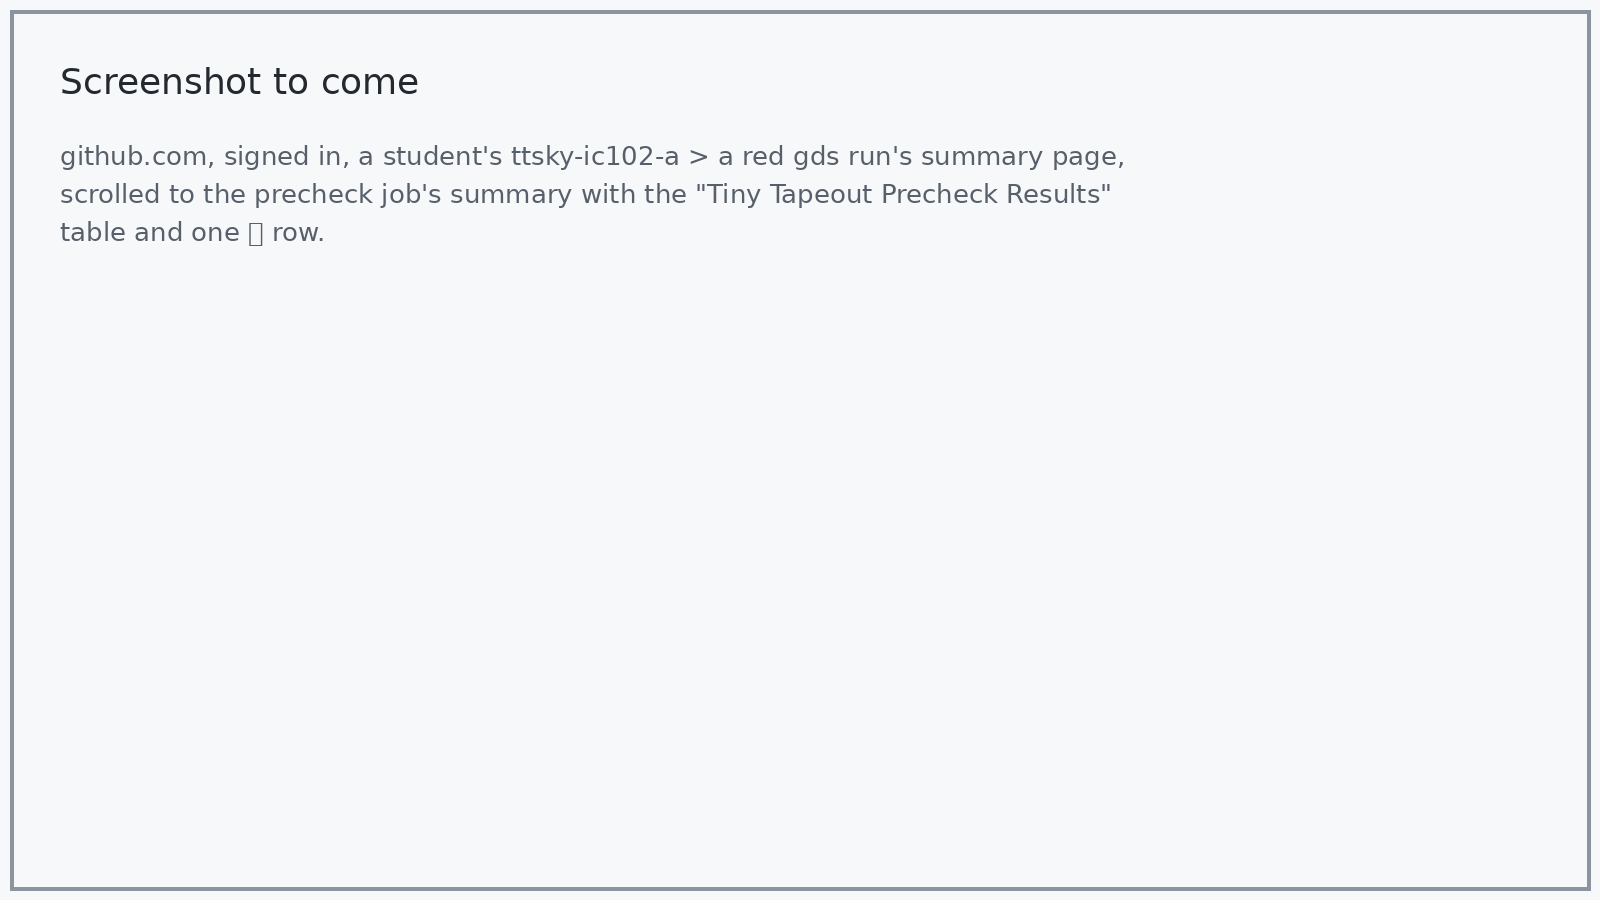 Screenshot to come
github.com, signed in, a student's ttsky-ic102-a > a red gds run's summary page,
scrolled to the precheck job's summary with the "Tiny Tapeout Precheck Results"
table and one row.